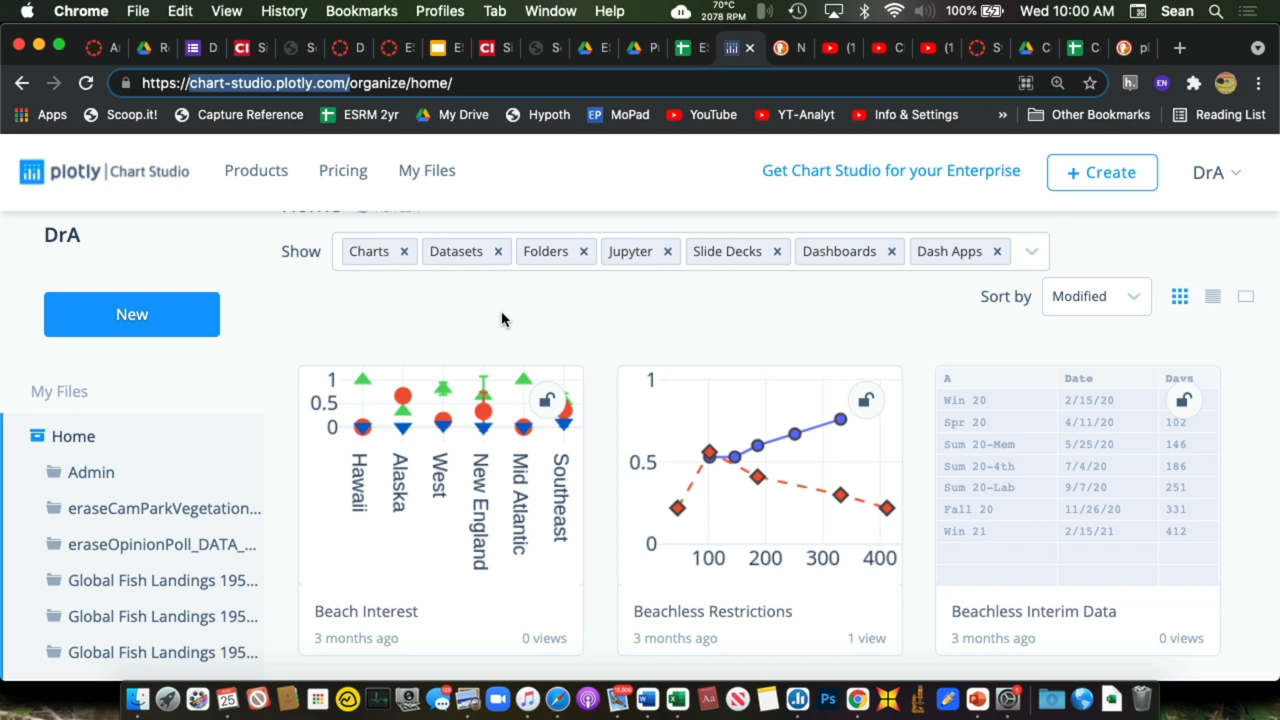 Chrome File Edit View History Bookmarks Profiles Tab Window Help 70°C 2078 RPM 100% Wed 10:00 AM Sean
https://chart-studio.plotly.com/organize/home/
Apps Scoop.it! Capture Reference ESRM 2yr My Drive Hypoth EP MoPad YouTube YT-Analyt Info & Settings » Other Bookmarks Reading List
plotly | Chart Studio Products Pricing My Files Get Chart Studio for your Enterprise + Create DrA
DrA
Show Charts × Datasets × Folders × Jupyter × Slide Decks × Dashboards × Dash Apps ×
Sort by Modified
New
My Files
Home
Admin
eraseCamParkVegetation...
eraseOpinionPoll_DATA_...
Global Fish Landings 195...
Global Fish Landings 195...
Global Fish Landings 195...
1
0.5
0
Hawaii
Alaska
West
New England
Mid Atlantic
Southeast
Beach Interest
3 months ago 0 views
1
0.5
0
100 200 300 400
Beachless Restrictions
3 months ago 1 view
A Date Days
Win 20 2/15/20
Spr 20 4/11/20 102
Sum 20-Mem 5/25/20 146
Sum 20-4th 7/4/20 186
Sum 20-Lab 9/7/20 251
Fall 20 11/26/20 331
Win 21 2/15/21 412
Beachless Interim Data
3 months ago 0 views